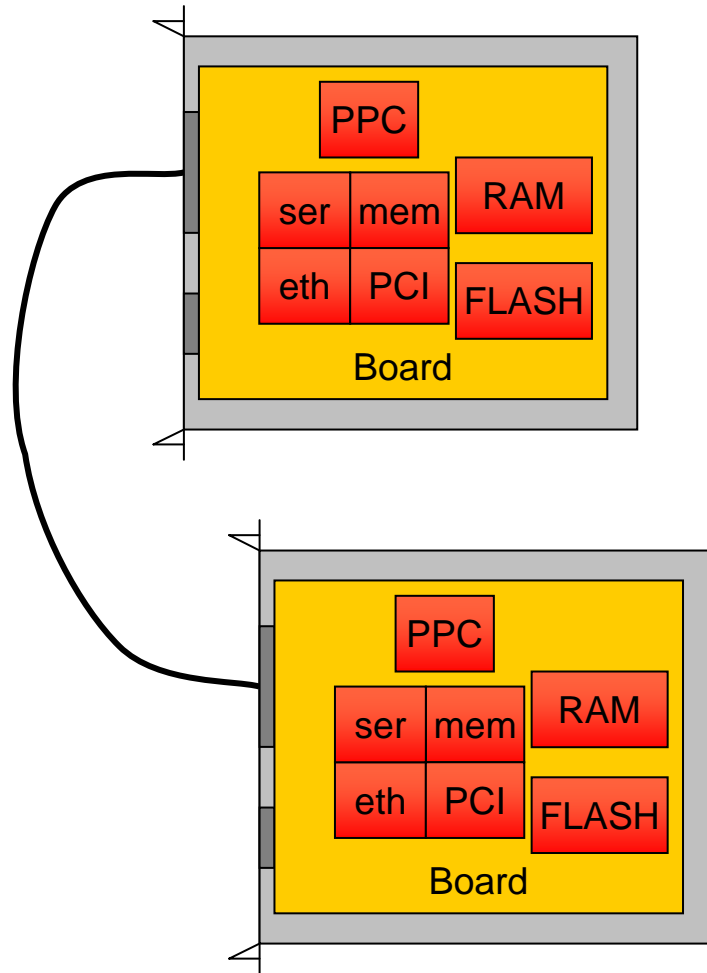 PPC
ser mem RAM
eth PCI FLASH
Board
PPC
ser mem RAM
eth PCI FLASH
Board